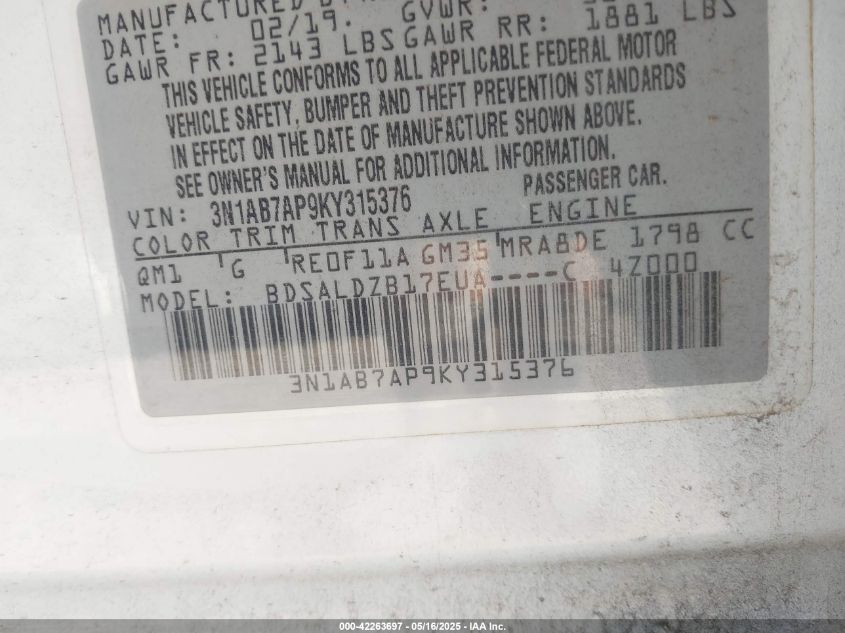 MANUFACTURED
DATE: 02/19. GVWR:
GAWR FR: 2143 LBS GAWR RR: 1881 LBS
THIS VEHICLE CONFORMS TO ALL APPLICABLE FEDERAL MOTOR
VEHICLE SAFETY, BUMPER AND THEFT PREVENTION STANDARDS
IN EFFECT ON THE DATE OF MANUFACTURE SHOWN ABOVE.
SEE OWNER'S MANUAL FOR ADDITIONAL INFORMATION.
VIN: 3N1AB7AP9KY315376 PASSENGER CAR.
COLOR TRIM TRANS AXLE ENGINE
QM1 G RE0F11A GM35 MRA8DE 1798 CC
MODEL: BDSALDZB17EUA----C 4Z000
3N1AB7AP9KY315376
000-42263697 - 05/16/2025 - IAA Inc.